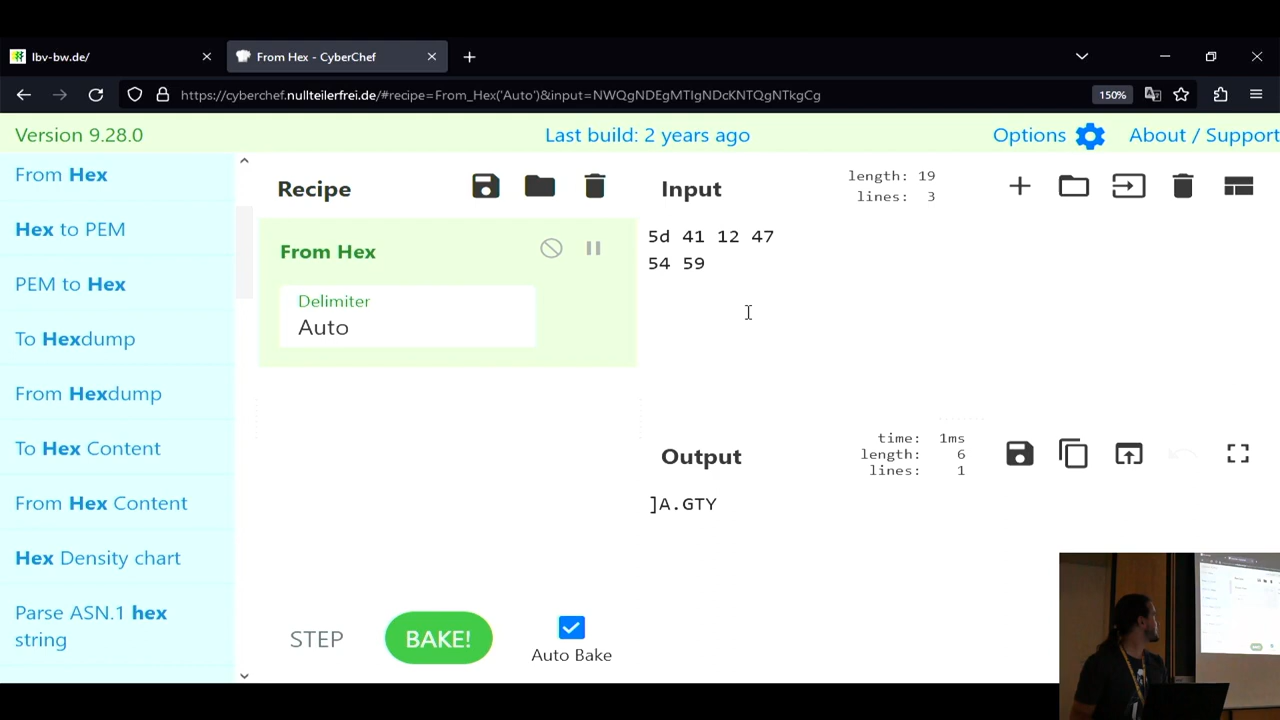 lbv-bw.de/
From Hex - CyberChef
https://cyberchef.nullteilerfrei.de/#recipe=From_Hex('Auto')&input=NWQgNDEgMTIgNDcKNTQgNTkgCg
150%
Version 9.28.0
Last build: 2 years ago
Options
About / Support
From Hex
Hex to PEM
PEM to Hex
To Hexdump
From Hexdump
To Hex Content
From Hex Content
Hex Density chart
Parse ASN.1 hex
string
Recipe
From Hex
Delimiter
Auto
STEP
BAKE!
Auto Bake
Input
length: 19
lines: 3
5d 41 12 47
54 59
Output
time: 1ms
length: 6
lines: 1
]A.GTY